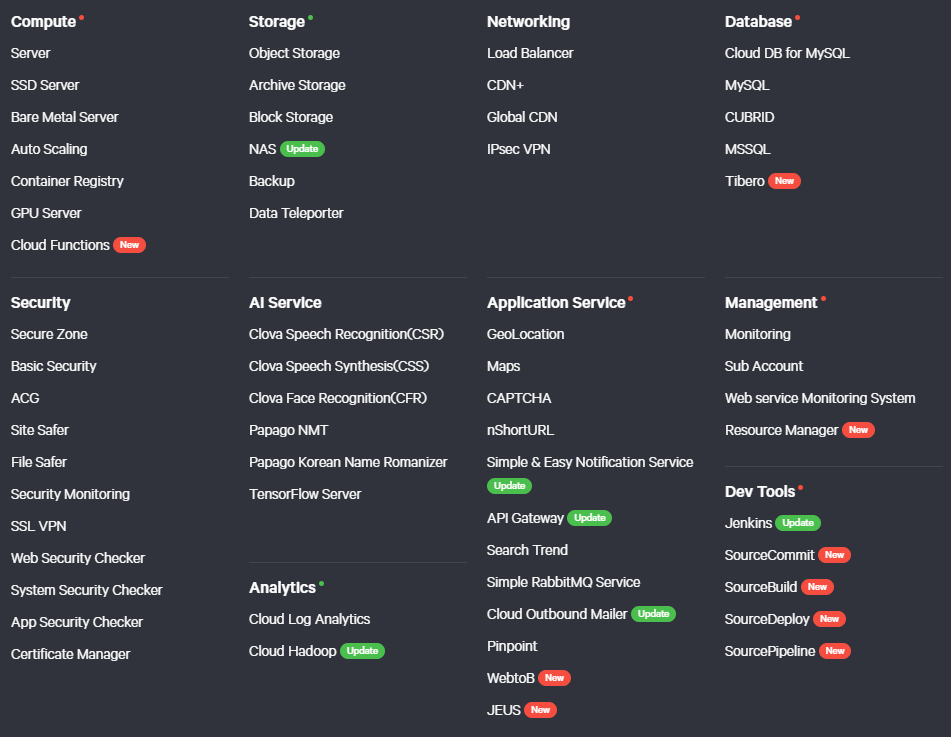 Compute
Server
SSD Server
Bare Metal Server
Auto Scaling
Container Registry
GPU Server
Cloud Functions New
Storage
Object Storage
Archive Storage
Block Storage
NAS Update
Backup
Data Teleporter
Networking
Load Balancer
CDN+
Global CDN
IPsec VPN
Database
Cloud DB for MySQL
MySQL
CUBRID
MSSQL
Tibero New
Security
Secure Zone
Basic Security
ACG
Site Safer
File Safer
Security Monitoring
SSL VPN
Web Security Checker
System Security Checker
App Security Checker
Certificate Manager
AI Service
Clova Speech Recognition(CSR)
Clova Speech Synthesis(CSS)
Clova Face Recognition(CFR)
Papago NMT
Papago Korean Name Romanizer
TensorFlow Server
Analytics
Cloud Log Analytics
Cloud Hadoop Update
Application Service
GeoLocation
Maps
CAPTCHA
nShortURL
Simple & Easy Notification Service
Update
API Gateway Update
Search Trend
Simple RabbitMQ Service
Cloud Outbound Mailer Update
Pinpoint
WebtoB New
JEUS New
Management
Monitoring
Sub Account
Web service Monitoring System
Resource Manager New
Dev Tools
Jenkins Update
SourceCommit New
SourceBuild New
SourceDeploy New
SourcePipeline New